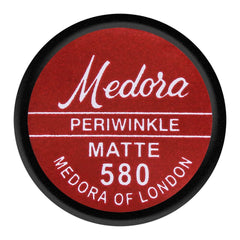 Medora
PERIWINKLE
MATTE
580
MEDORA OF LONDON